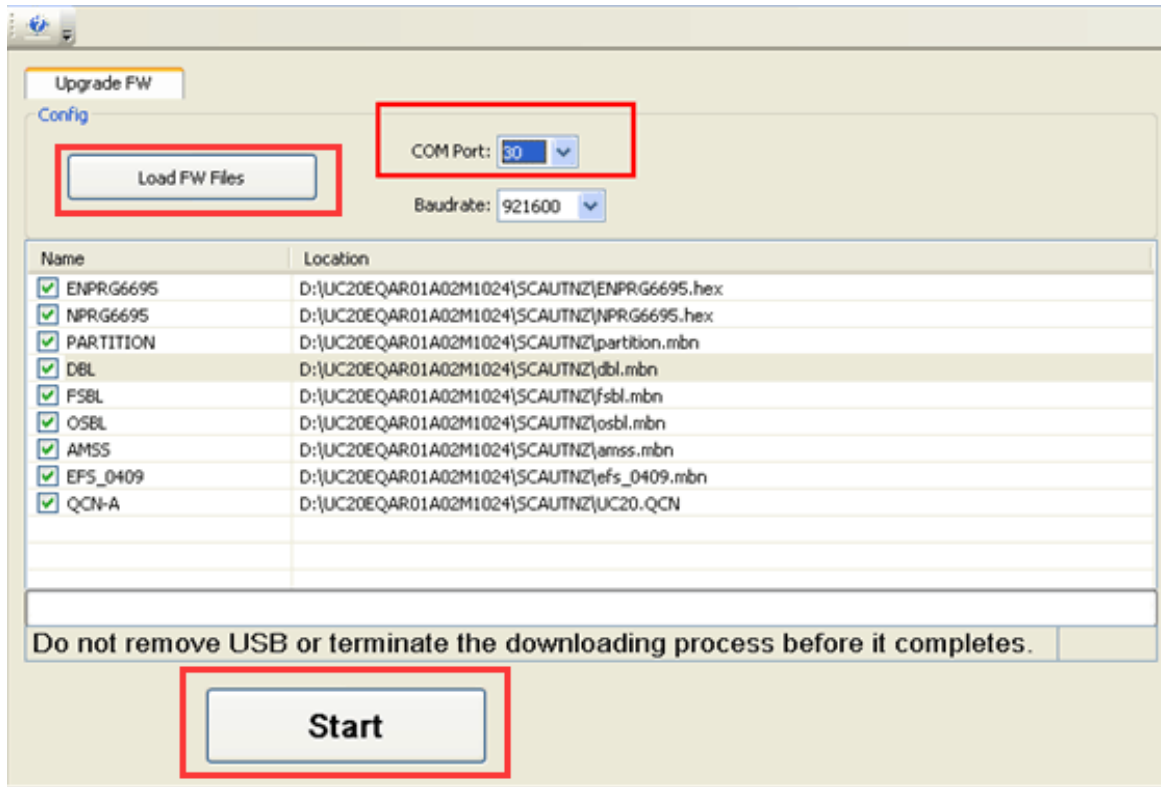 Upgrade FW
Config
Load FW Files
COM Port: 30
Baudrate: 921600
Name Location
ENPRG6695 D:\UC20EQAR01A02M1024\SCAUTNZ\ENPRG6695.hex
NPRG6695 D:\UC20EQAR01A02M1024\SCAUTNZ\NPRG6695.hex
PARTITION D:\UC20EQAR01A02M1024\SCAUTNZ\partition.mbn
DBL D:\UC20EQAR01A02M1024\SCAUTNZ\dbl.mbn
FSBL D:\UC20EQAR01A02M1024\SCAUTNZ\fsbl.mbn
OSBL D:\UC20EQAR01A02M1024\SCAUTNZ\osbl.mbn
AMSS D:\UC20EQAR01A02M1024\SCAUTNZ\amss.mbn
EFS_0409 D:\UC20EQAR01A02M1024\SCAUTNZ\efs_0409.mbn
QCN-A D:\UC20EQAR01A02M1024\SCAUTNZ\UC20.QCN
Do not remove USB or terminate the downloading process before it completes.
Start